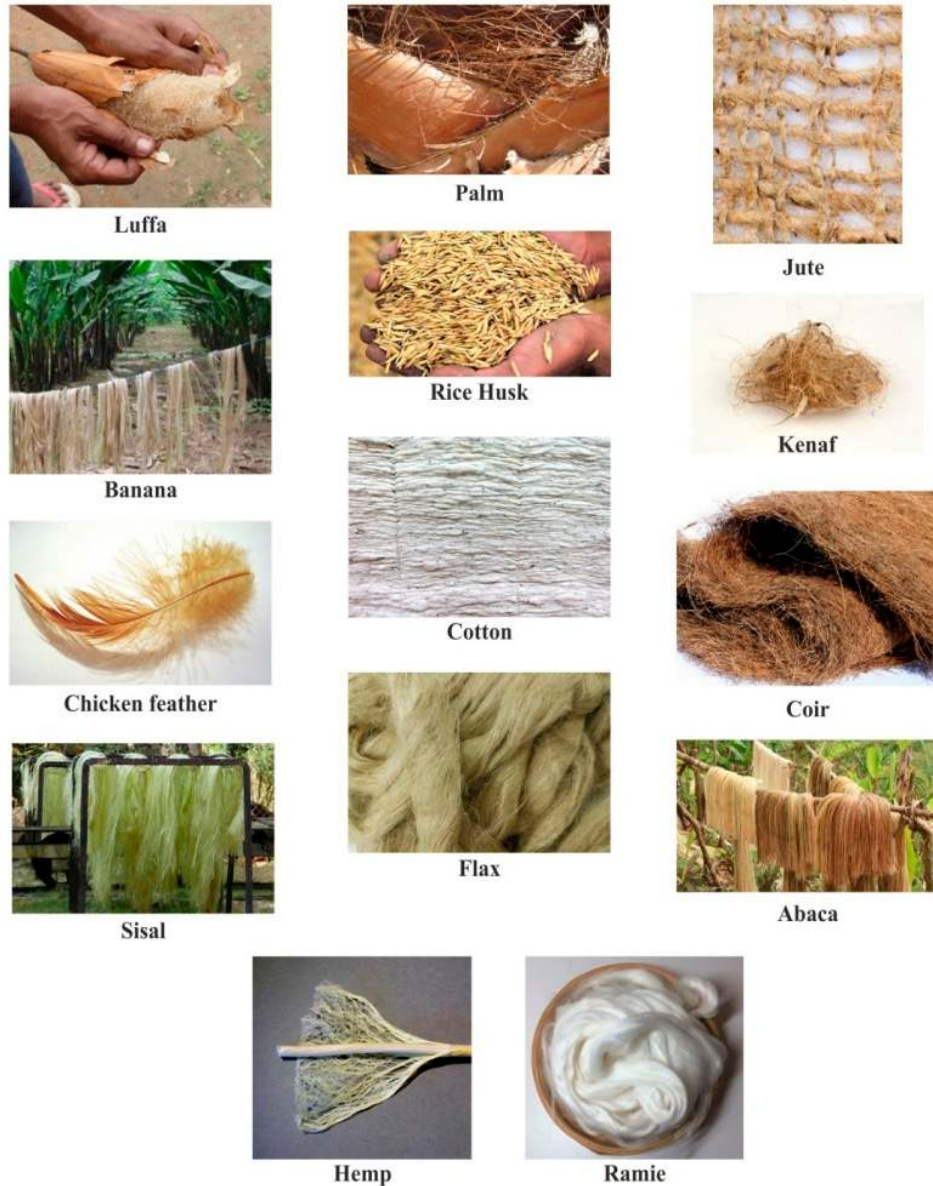 Luffa
Palm
Jute
Banana
Rice Husk
Kenaf
Chicken feather
Cotton
Coir
Sisal
Flax
Abaca
Hemp
Ramie